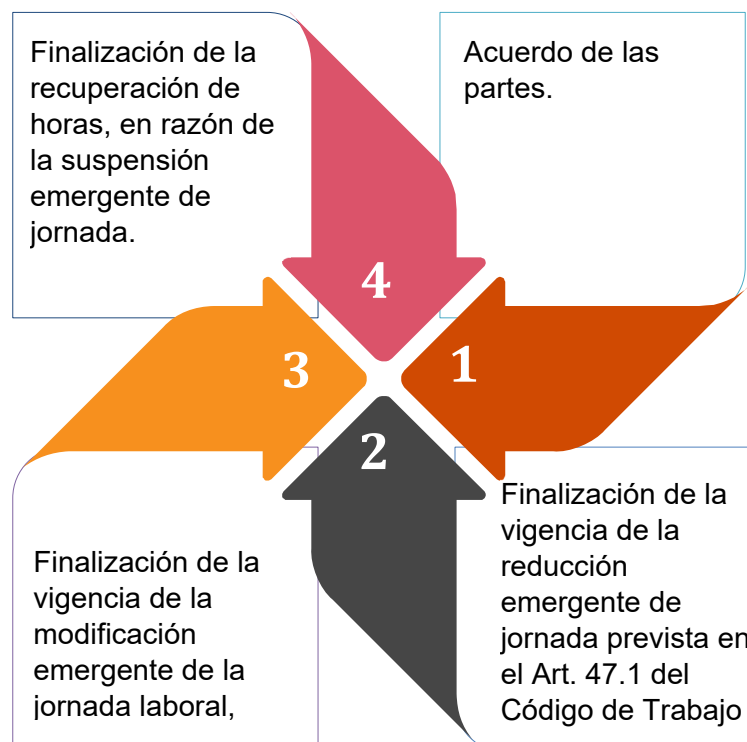 Finalización de la
recuperación de
horas, en razón de
la suspensión
emergente de
jornada.
4
Acuerdo de las
partes.
1
3
Finalización de la
vigencia de la
modificación
emergente de la
jornada laboral,
2
Finalización de la
vigencia de la
reducción
emergente de
jornada prevista en
el Art. 47.1 del
Código de Trabajo